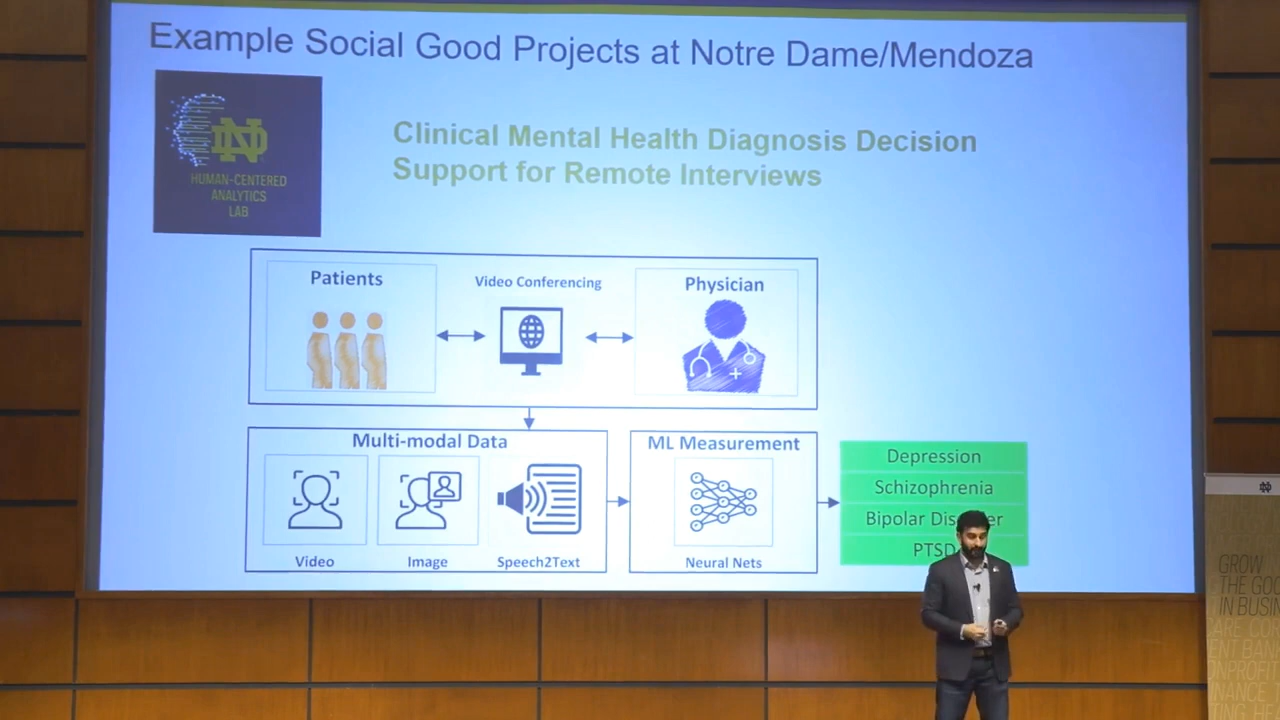 Example Social Good Projects at Notre Dame/Mendoza
ND
HUMAN-CENTERED
ANALYTICS
LAB
Clinical Mental Health Diagnosis Decision
Support for Remote Interviews
Patients
Video Conferencing
Physician
Multi-modal Data
ML Measurement
Video
Image
Speech2Text
Neural Nets
Depression
Schizophrenia
Bipolar
PTSD
GROW
THE GOO
IN BUSIN